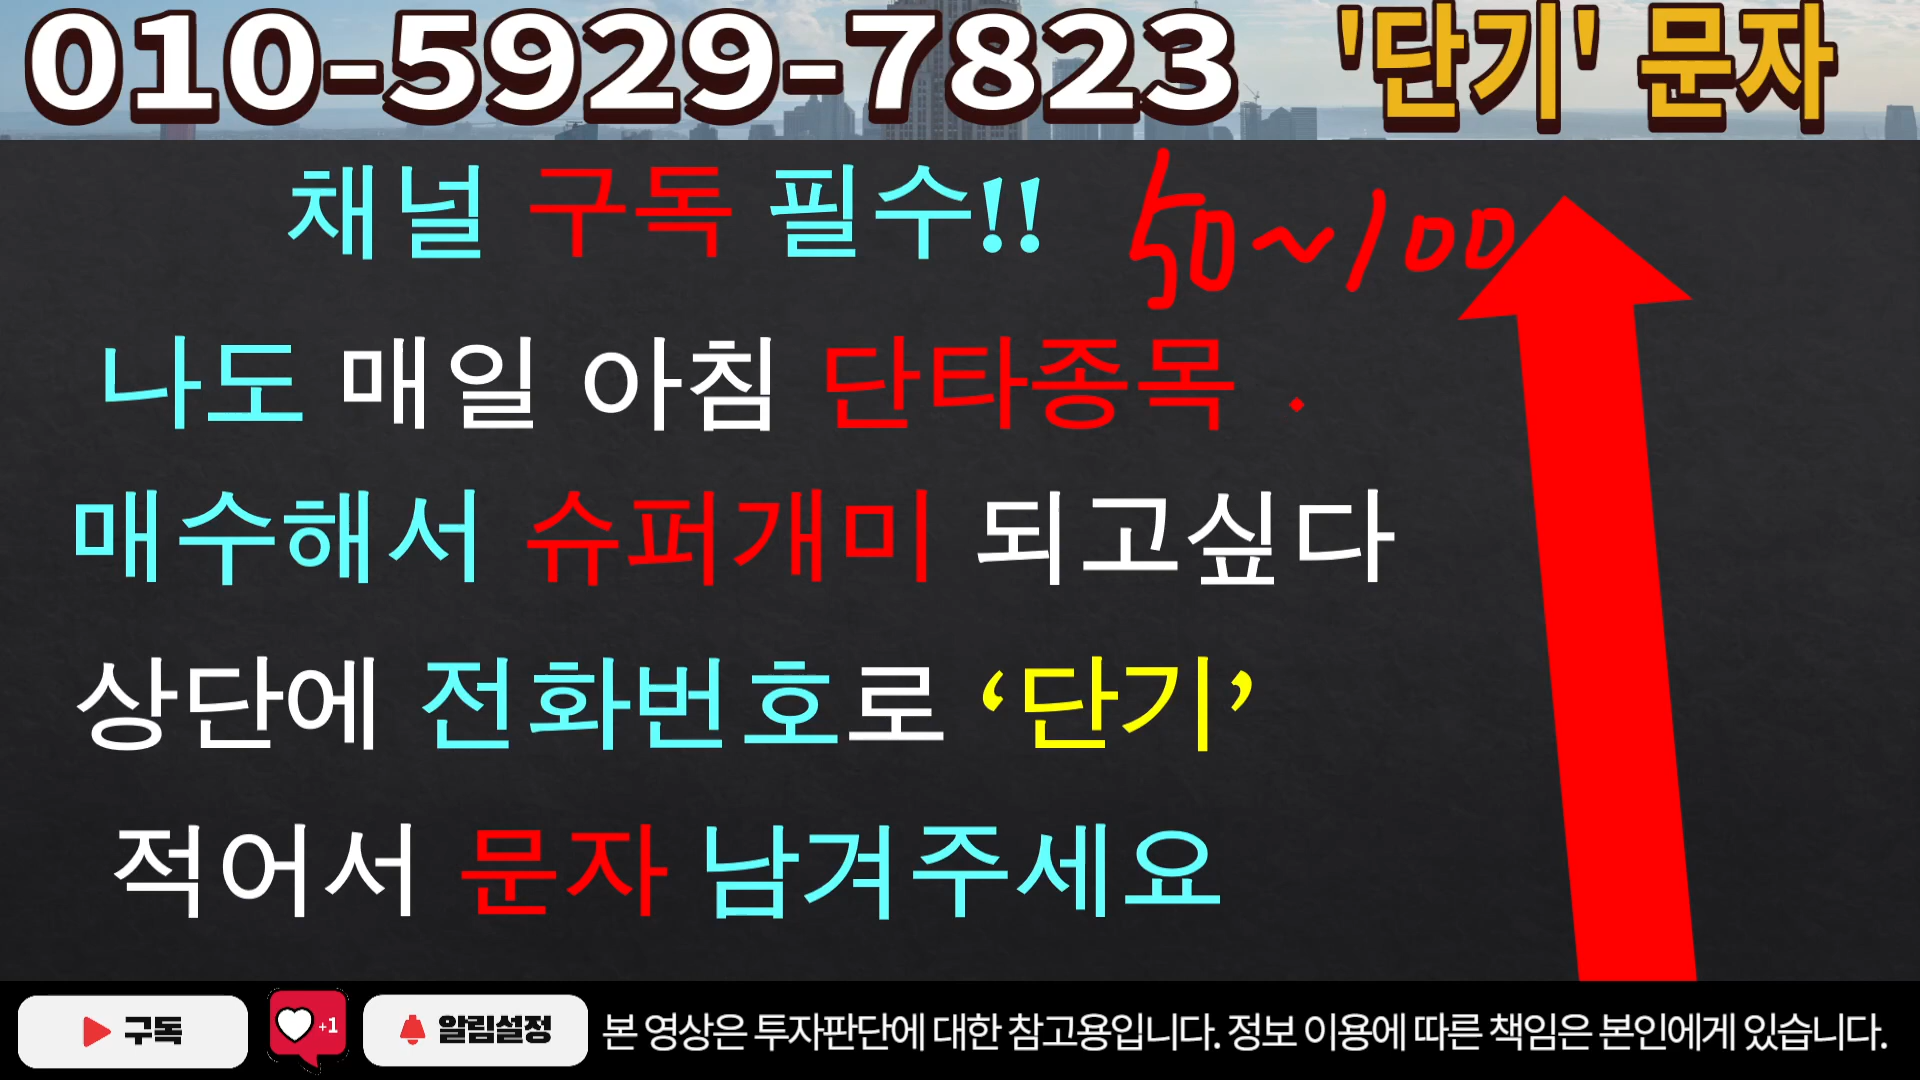 010-5929-7823 '단기' 문자
채널 구독 필수!! 50~100
나도 매일 아침 단타종목 .
매수해서 슈퍼개미 되고싶다
상단에 전화번호로 ‘단기’
적어서 문자 남겨주세요
구독 +1 알림설정 본 영상은 투자판단에 대한 참고용입니다. 정보 이용에 따른 책임은 본인에게 있습니다.